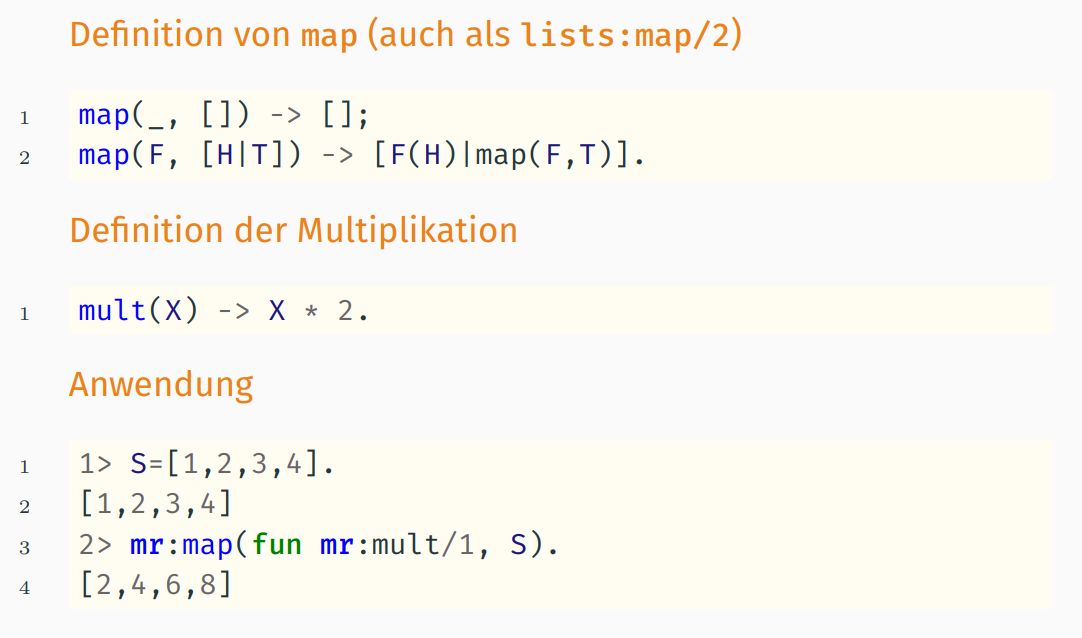 Definition von map (auch als lists:map/2)
1 map(_, []) -> [];
2 map(F, [H|T]) -> [F(H)|map(F,T)].
Definition der Multiplikation
1 mult(X) -> X * 2.
Anwendung
1 1> S=[1,2,3,4].
2 [1,2,3,4]
3 2> mr:map(fun mr:mult/1, S).
4 [2,4,6,8]